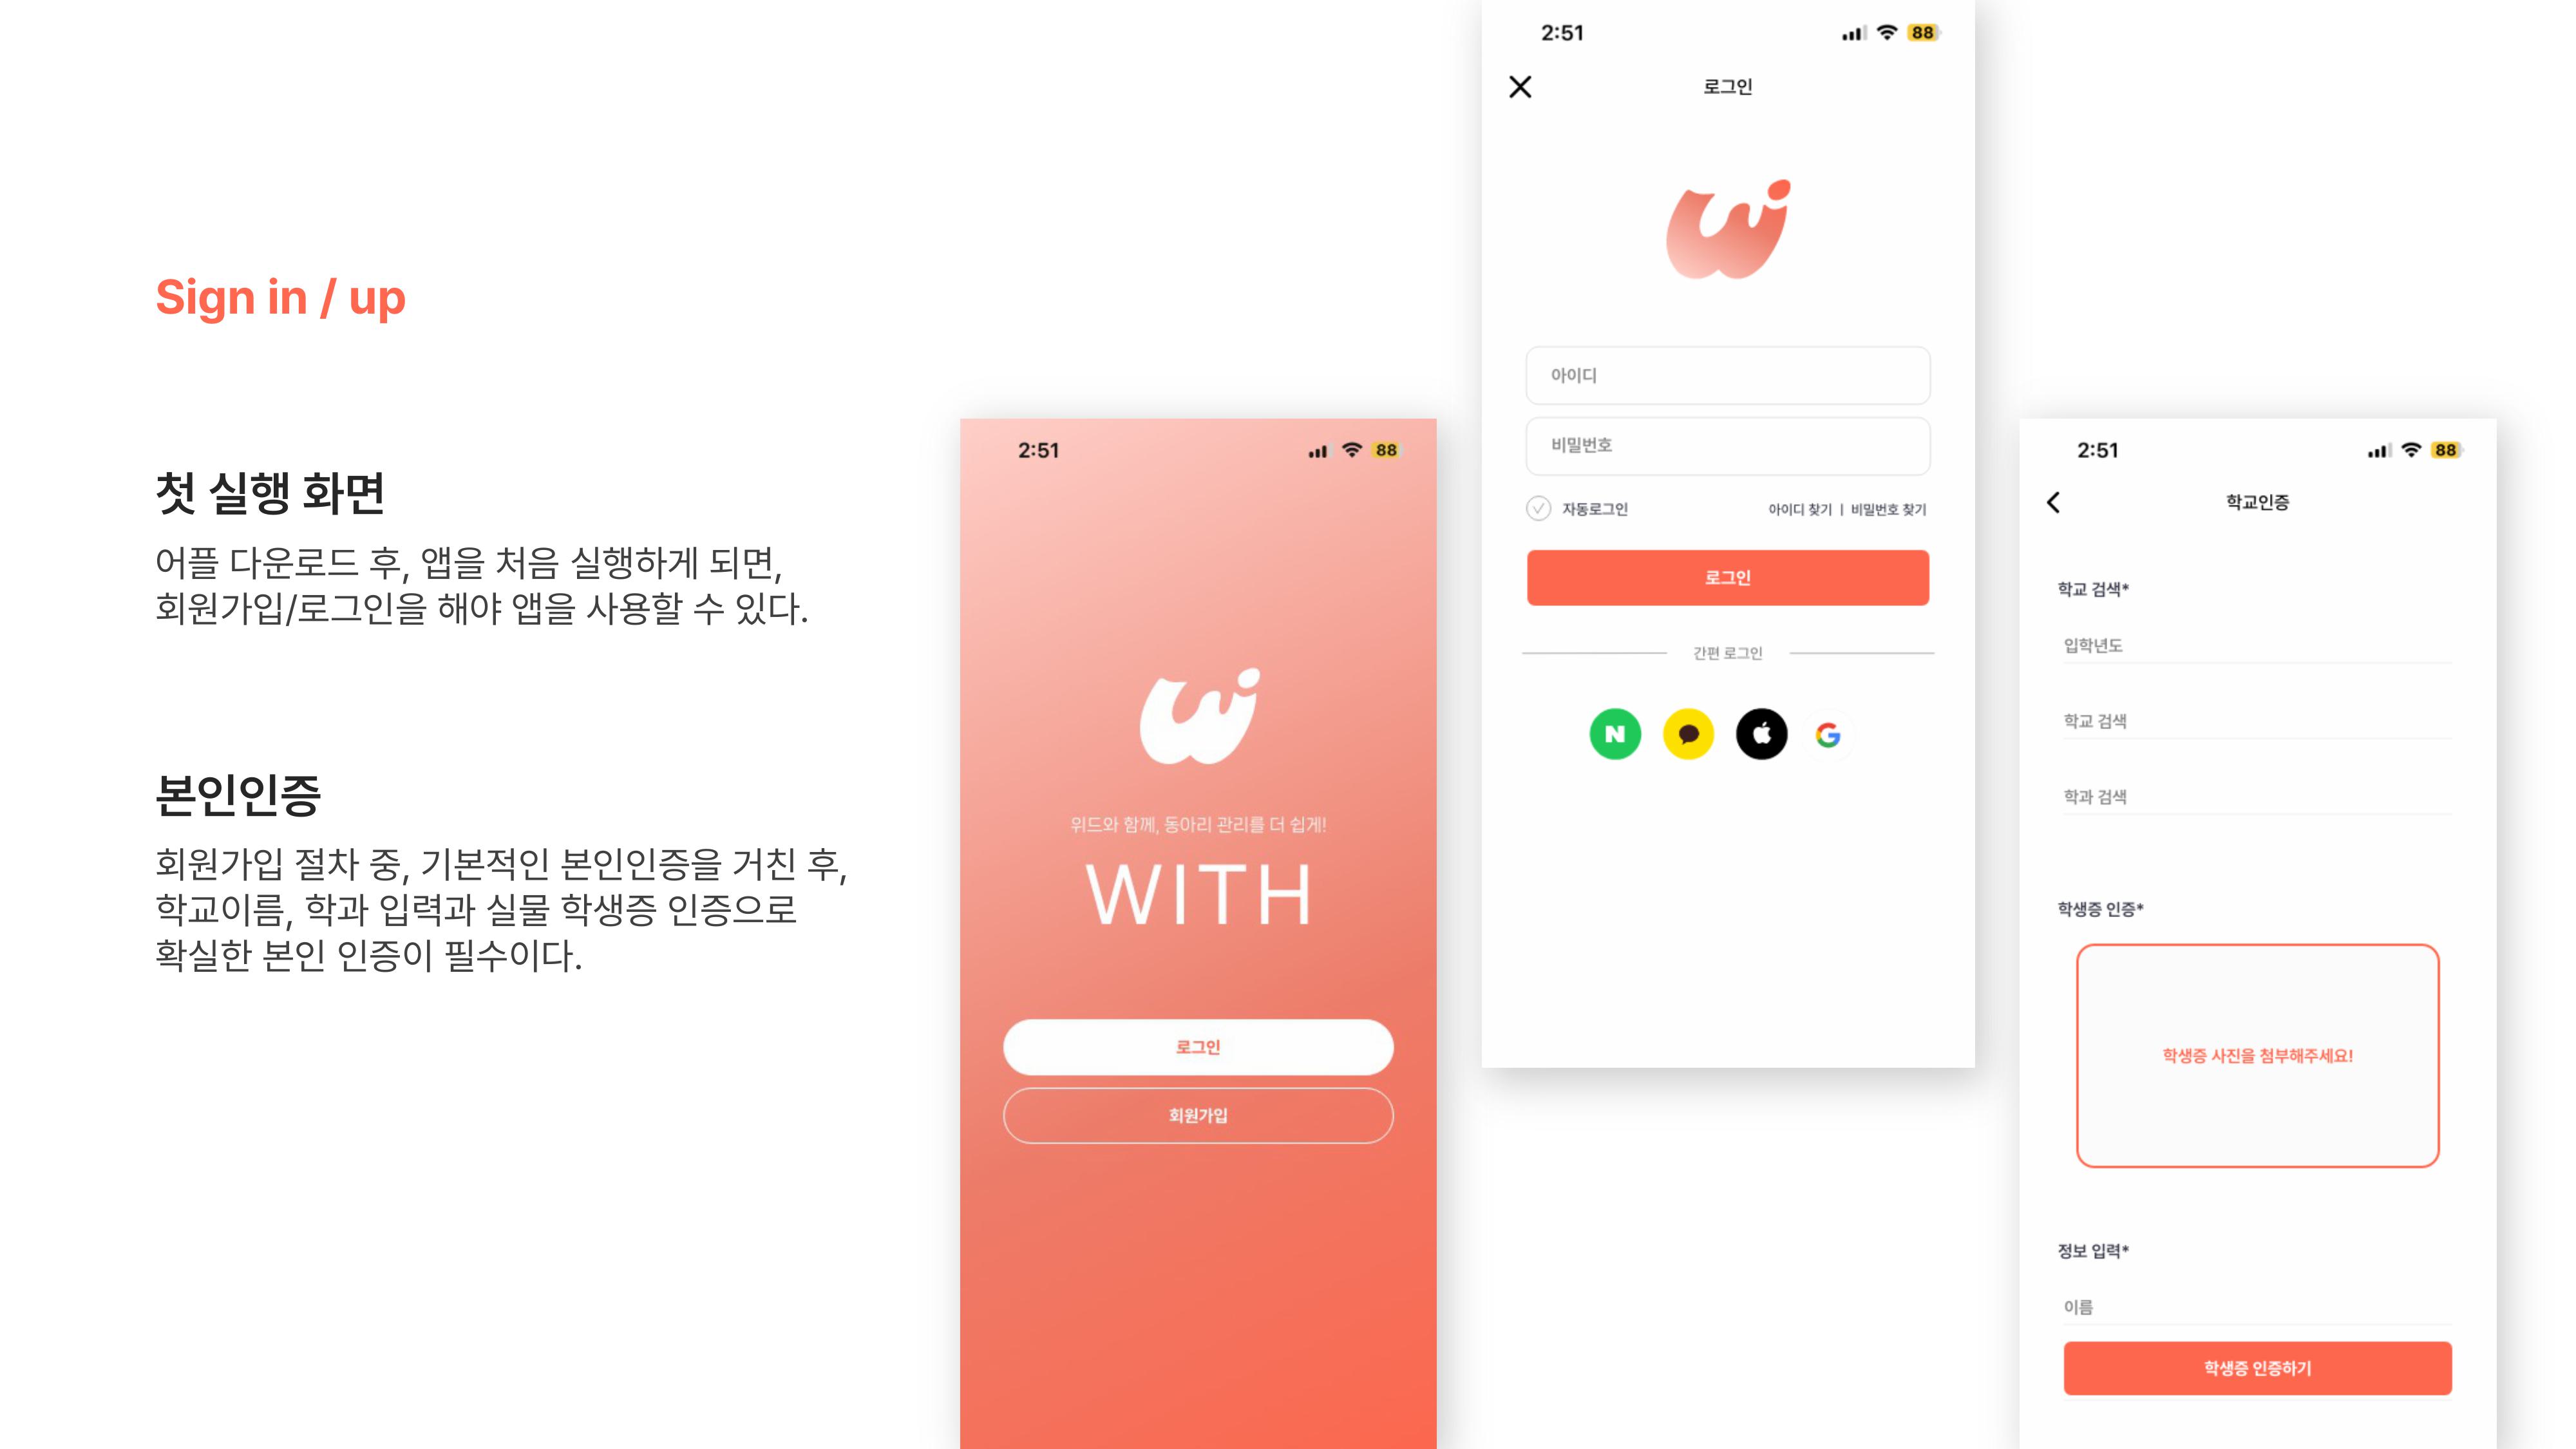 Sign in / up
첫 실행 화면
어플 다운로드 후, 앱을 처음 실행하게 되면,
회원가입/로그인을 해야 앱을 사용할 수 있다.
본인인증
회원가입 절차 중, 기본적인 본인인증을 거친 후,
학교이름, 학과 입력과 실물 학생증 인증으로
확실한 본인 인증이 필수이다.
2:51
88
위드와 함께, 동아리 관리를 더 쉽게!
WITH
로그인
회원가입
2:51
88
로그인
아이디
비밀번호
자동로그인
아이디 찾기 | 비밀번호 찾기
로그인
간편 로그인
2:51
88
학교인증
학교 검색*
입학년도
학교 검색
학과 검색
학생증 인증*
학생증 사진을 첨부해주세요!
정보 입력*
이름
학생증 인증하기